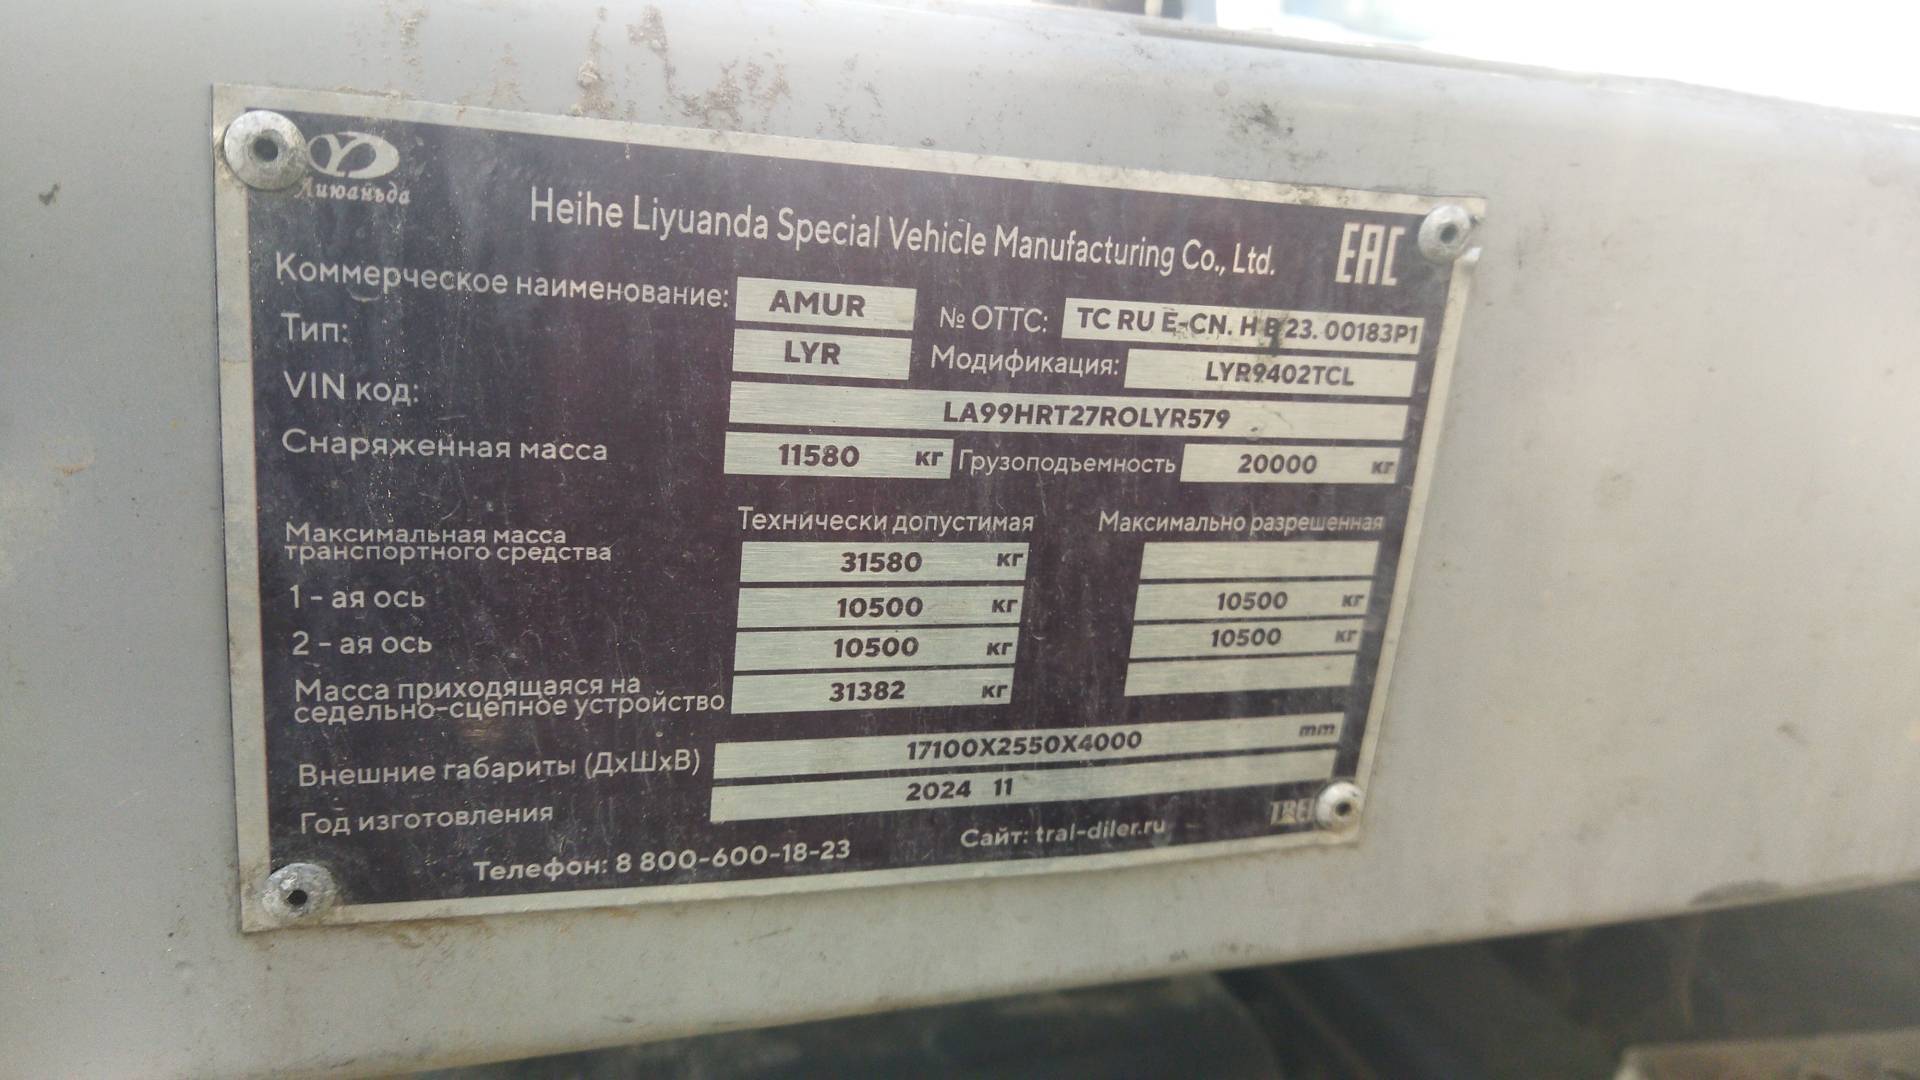 Лиюаньда
Heihe Liyuanda Special Vehicle Manufacturing Co., Ltd. EAC
Коммерческое наименование: AMUR № ОТТС: TC RU E-CN. H B 23. 00183P1
Тип: LYR Модификация: LYR9402TCL
VIN код: LA99HRT27ROLYR579
Снаряженная масса 11580 кг Грузоподъемность 20000 кг
Технически допустимая Максимально разрешенная
Максимальная масса
транспортного средства 31580 кг
1 - ая ось 10500 кг 10500 кг
2 - ая ось 10500 кг 10500 кг
Масса приходящаяся на
седельно-сцепное устройство 31382 кг
Внешние габариты (ДхШхВ) 17100X2550X4000 mm
Год изготовления 2024 11
Телефон: 8 800-600-18-23 Сайт: tral-diler.ru